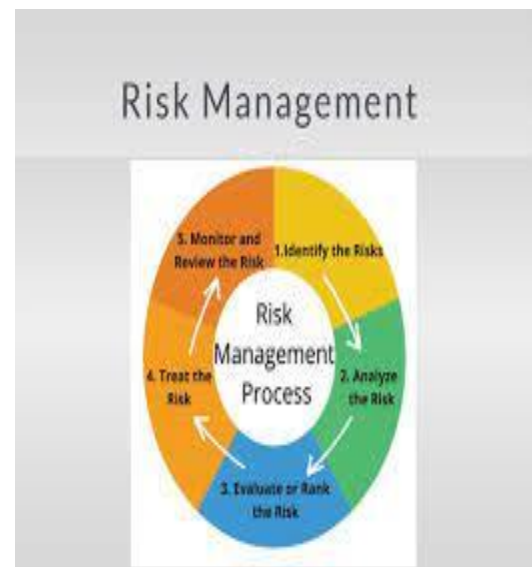 Risk Management
1.Identify the Risks
2. Analyze
the Risk
3. Evaluate or Rank
the Risk
4. Treat the
Risk
5. Monitor and
Review the Risk
Risk
Management
Process